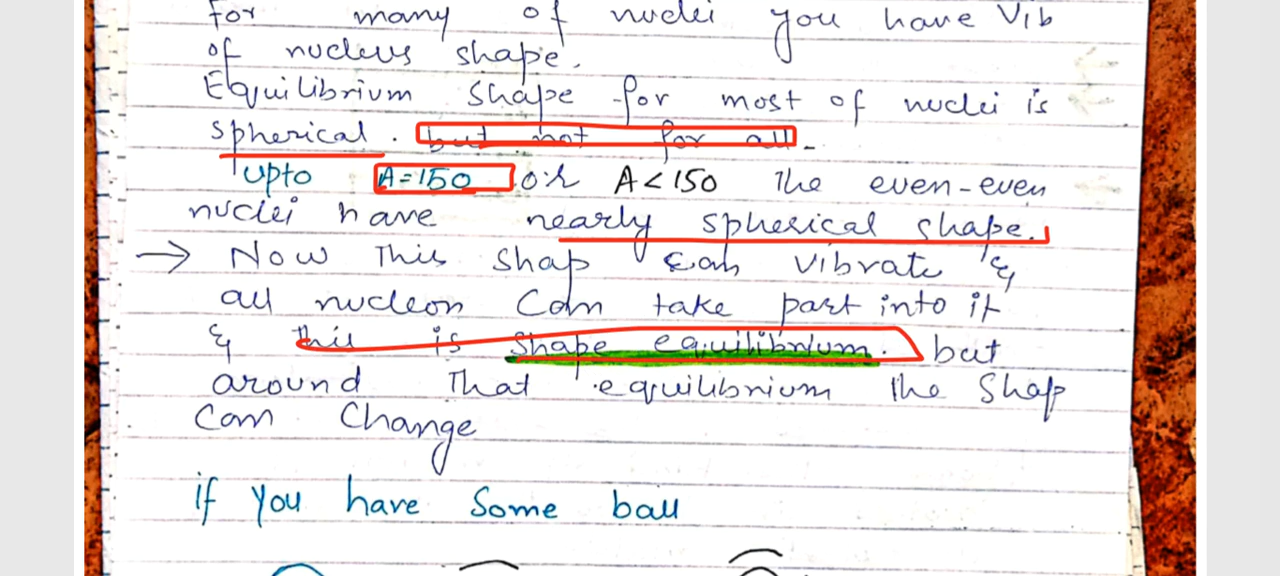 for many of nuclei you have Vib
of nucleus shape.
Equilibrium shape for most of nuclei is
spherical. but not for all.
upto A=150 or A<150 The even-even
nuclei have nearly spherical shape.
→ Now This shap can vibrate &
all nucleon can take part into it
& this is shape equilibrium. but
around That equilibrium the Shap
Can Change
if you have Some ball